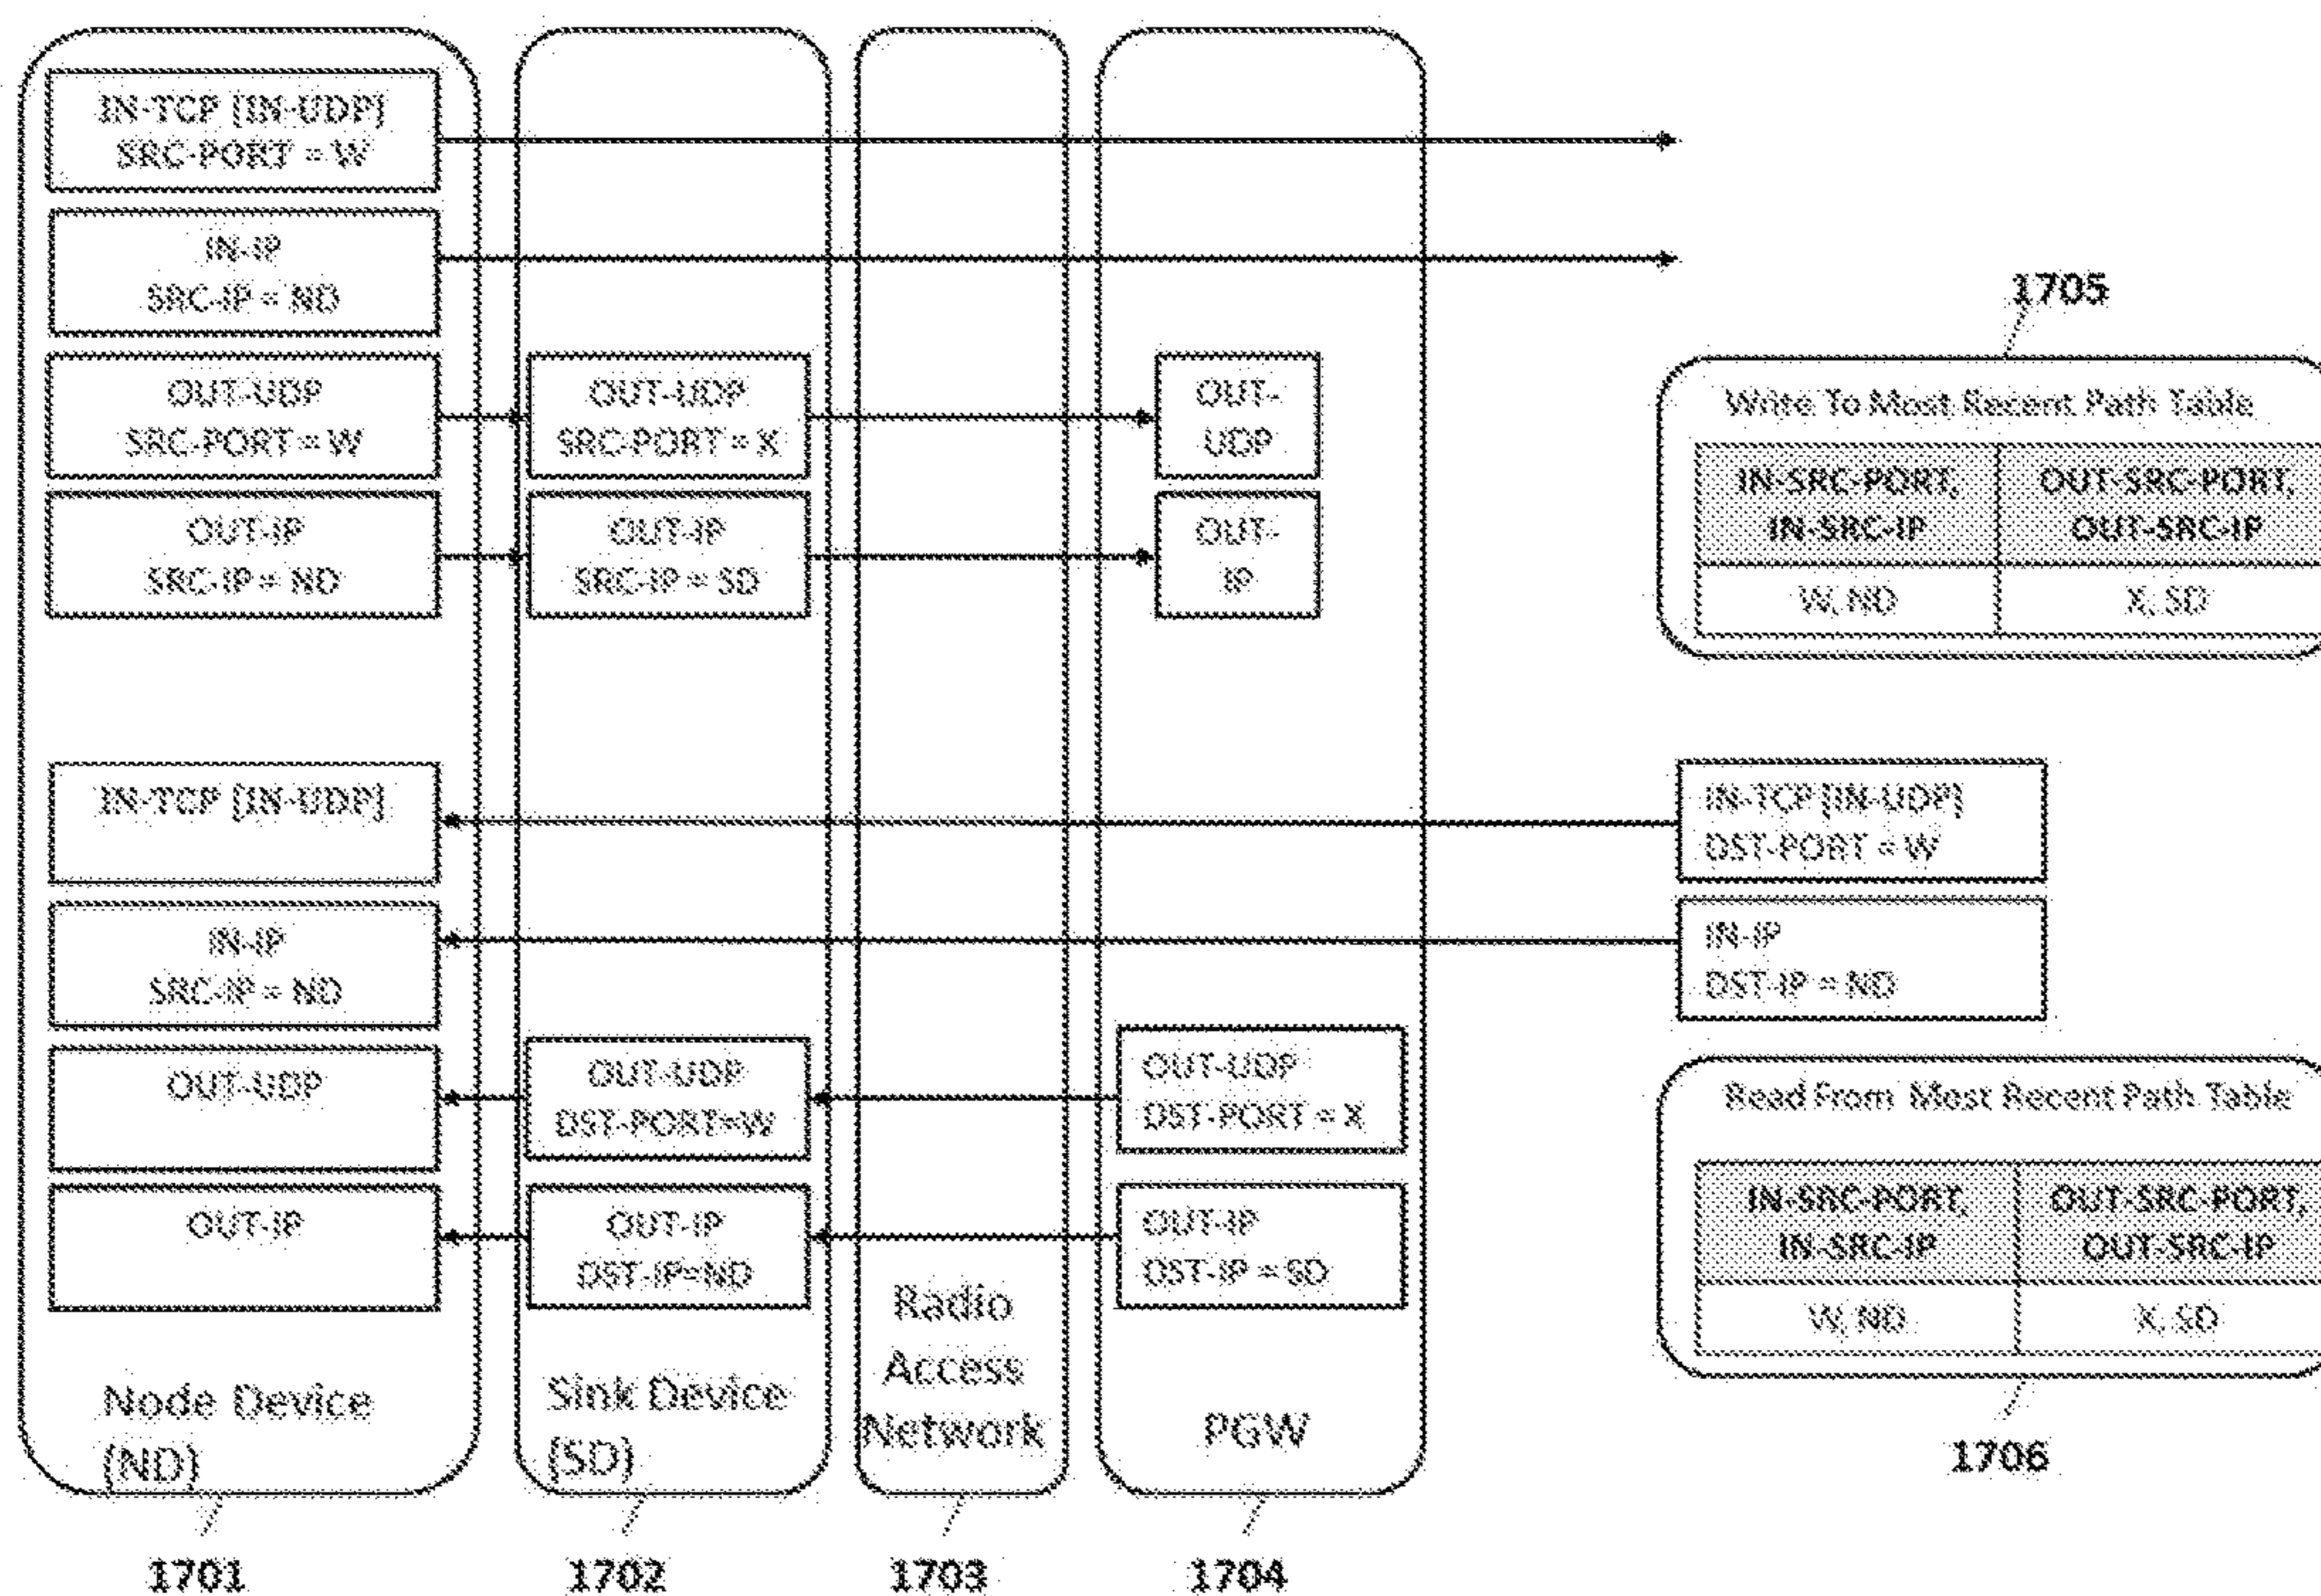 IN-TCP [IN-UDP]
SRC-PORT = W
IN-IP
SRC-IP = ND
1705
OUT-UDP
SRC-PORT = W
OUT-UDP
SRC-PORT = X
OUT-
UDP
Write To Most Recent Path Table
IN-SRC-PORT,
IN-SRC-IP
OUT-SRC-PORT,
OUT-SRC-IP
W, ND
X, SD
OUT-IP
SRC-IP = ND
OUT-IP
SRC-IP = SD
OUT-
IP
IN-TCP [IN-UDP]
IN-TCP [IN-UDP]
DST-PORT = W
IN-IP
SRC-IP = ND
IN-IP
DST-IP = ND
OUT-UDP
OUT-UDP
DST-PORT=W
OUT-UDP
DST-PORT = X
Read From Most Recent Path Table
IN-SRC-PORT,
IN-SRC-IP
OUT-SRC-PORT,
OUT-SRC-IP
W, ND
X, SD
OUT-IP
OUT-IP
DST-IP=ND
OUT-IP
DST-IP = SD
Node Device
(ND)
Sink Device
(SD)
Radio
Access
Network
PGW
1706
1701
1702
1703
1704